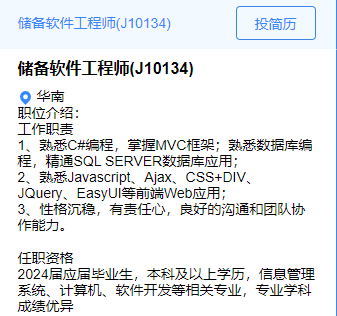 储备软件工程师(J10134)
投简历
储备软件工程师(J10134)
华南
职位介绍：
工作职责
1、熟悉C#编程，掌握MVC框架；熟悉数据库编
程，精通SQL SERVER数据库应用；
2、熟悉Javascript、Ajax、CSS+DIV、
JQuery、EasyUI等前端Web应用；
3、性格沉稳，有责任心，良好的沟通和团队协
作能力。
任职资格
2024届应届毕业生，本科及以上学历，信息管理
系统、计算机、软件开发等相关专业，专业学科
成绩优异